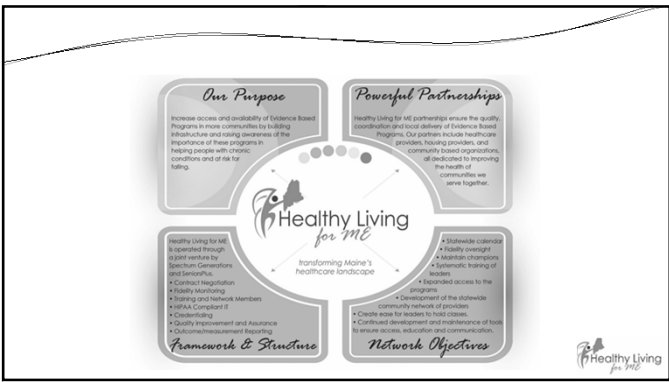 Our Purpose
Increase access and availability of Evidence Based
Programs in more communities by building
infrastructure and raising awareness of the
importance of these programs in
helping people with chronic
conditions and at risk for
falling.
Powerful Partnerships
Healthy Living for ME partnerships ensure the quality,
coordination and local delivery of Evidence Based
Programs. Our partners include healthcare
providers, housing providers, and
community based organizations,
all dedicated to improving
the health of
communities we
serve together.
Healthy Living
for ME
transforming Maine's
healthcare landscape
Healthy Living for ME
is operated through
a joint venture by
Spectrum Generations
and SeniorsPlus.
• Contract Negotiation
• Fidelity Monitoring
• Training and Network Members
• HIPAA Compliant IT
• Credentialing
• Quality Improvement and Assurance
• Outcome/measurement Reporting
Framework & Structure
• Statewide calendar
• Fidelity oversight
• Maintain champions
• Systematic training of
leaders
• Expanded access to the
programs
• Development of the statewide
community network of providers
• Create ease for leaders to hold classes.
• Continued development and maintenance of tools
to ensure access, education and communication.
Network Objectives
Healthy Living
for ME